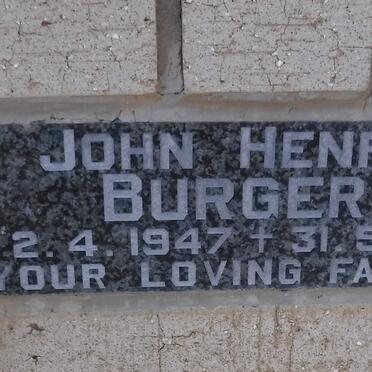 JOHN HENR
BURGER
2.4.1947 + 31 5
YOUR LOVING FA